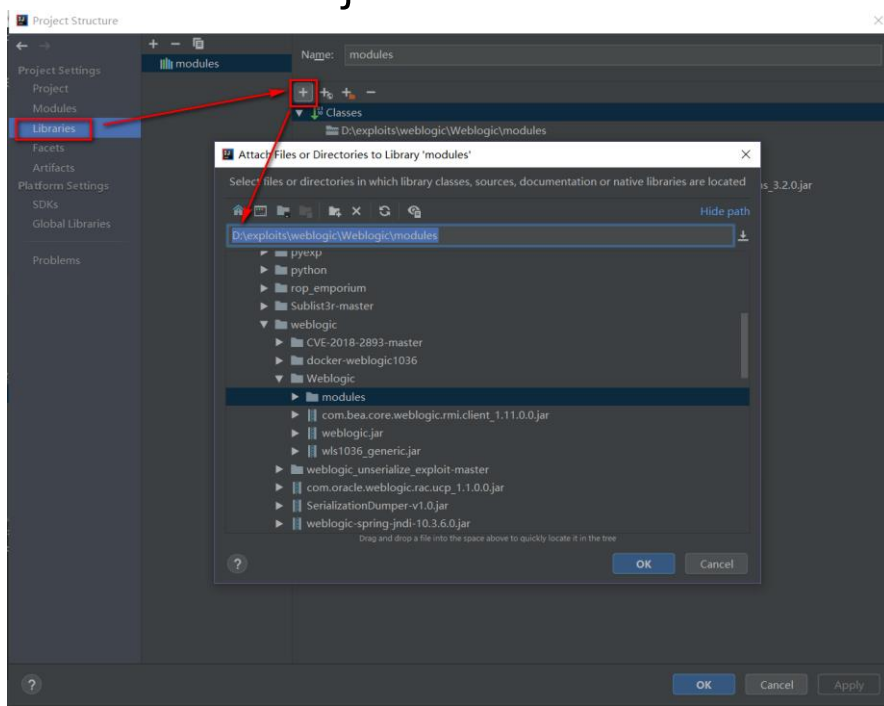 j
Project Structure
Project Settings
Project
Modules
Libraries
Facets
Artifacts
Platform Settings
SDKs
Global Libraries
Problems
modules
Name: modules
Classes
D:\exploits\weblogic\Weblogic\modules
s_3.2.0.jar
Attach Files or Directories to Library 'modules'
Select files or directories in which library classes, sources, documentation or native libraries are located
Hide path
D:\exploits\weblogic\Weblogic\modules
pyexp
python
rop_emporium
Sublist3r-master
weblogic
CVE-2018-2893-master
docker-weblogic1036
Weblogic
modules
com.bea.core.weblogic.rmi.client_1.11.0.0.jar
weblogic.jar
wls1036_generic.jar
weblogic_unserialize_exploit-master
com.oracle.weblogic.rac.ucp_1.1.0.0.jar
SerializationDumper-v1.0.jar
weblogic-spring-jndi-10.3.6.0.jar
Drag and drop a file into the space above to quickly locate it in the tree
? OK Cancel
? OK Cancel Apply